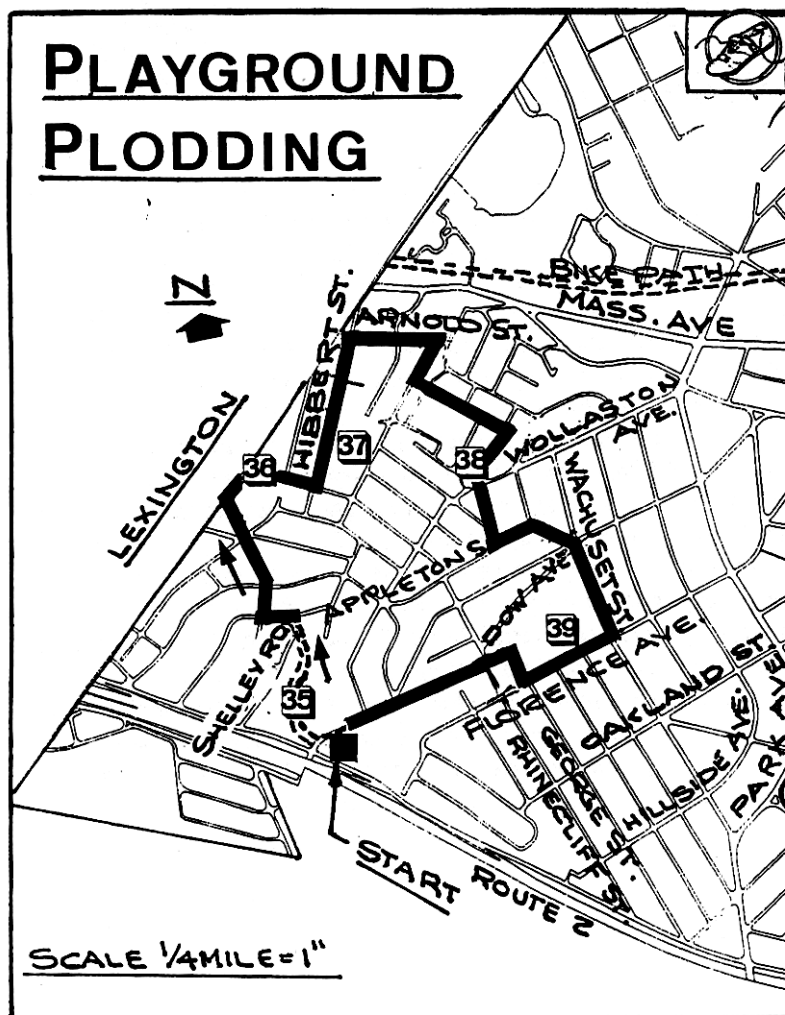 PLAYGROUND
PLODDING
BIKE PATH
MASS. AVE
N
ARNOLD ST.
HIBBERT ST.
LEXINGTON
WOLLASTON
AVE.
36
37
38
WACHUSET ST.
APPLETON S
DOW AVE
39
SHELLEY RD
35
FLORENCE AVE.
OAKLAND ST.
TO RHINECLIFF ST.
GEORGE ST.
HILLSIDE AVE.
PARK AVE
START
ROUTE 2
SCALE 1/4 MILE = 1"